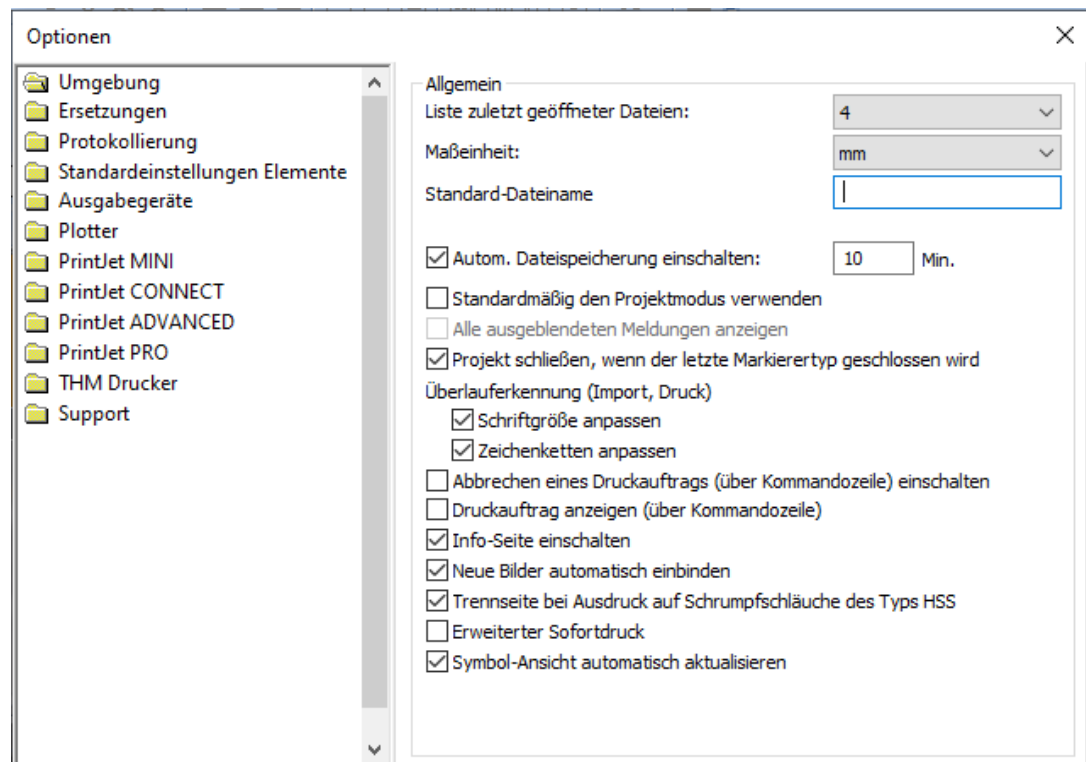 Optionen
Umgebung
Ersetzungen
Protokollierung
Standardeinstellungen Elemente
Ausgabegeräte
Plotter
PrintJet MINI
PrintJet CONNECT
PrintJet ADVANCED
PrintJet PRO
THM Drucker
Support
Allgemein
Liste zuletzt geöffneter Dateien: 4
Maßeinheit: mm
Standard-Dateiname
Autom. Dateispeicherung einschalten: 10 Min.
Standardmäßig den Projektmodus verwenden
Alle ausgeblendeten Meldungen anzeigen
Projekt schließen, wenn der letzte Markierertyp geschlossen wird
Überlauferkennung (Import, Druck)
Schriftgröße anpassen
Zeichenketten anpassen
Abbrechen eines Druckauftrags (über Kommandozeile) einschalten
Druckauftrag anzeigen (über Kommandozeile)
Info-Seite einschalten
Neue Bilder automatisch einbinden
Trennseite bei Ausdruck auf Schrumpfschläuche des Typs HSS
Erweiterter Sofortdruck
Symbol-Ansicht automatisch aktualisieren